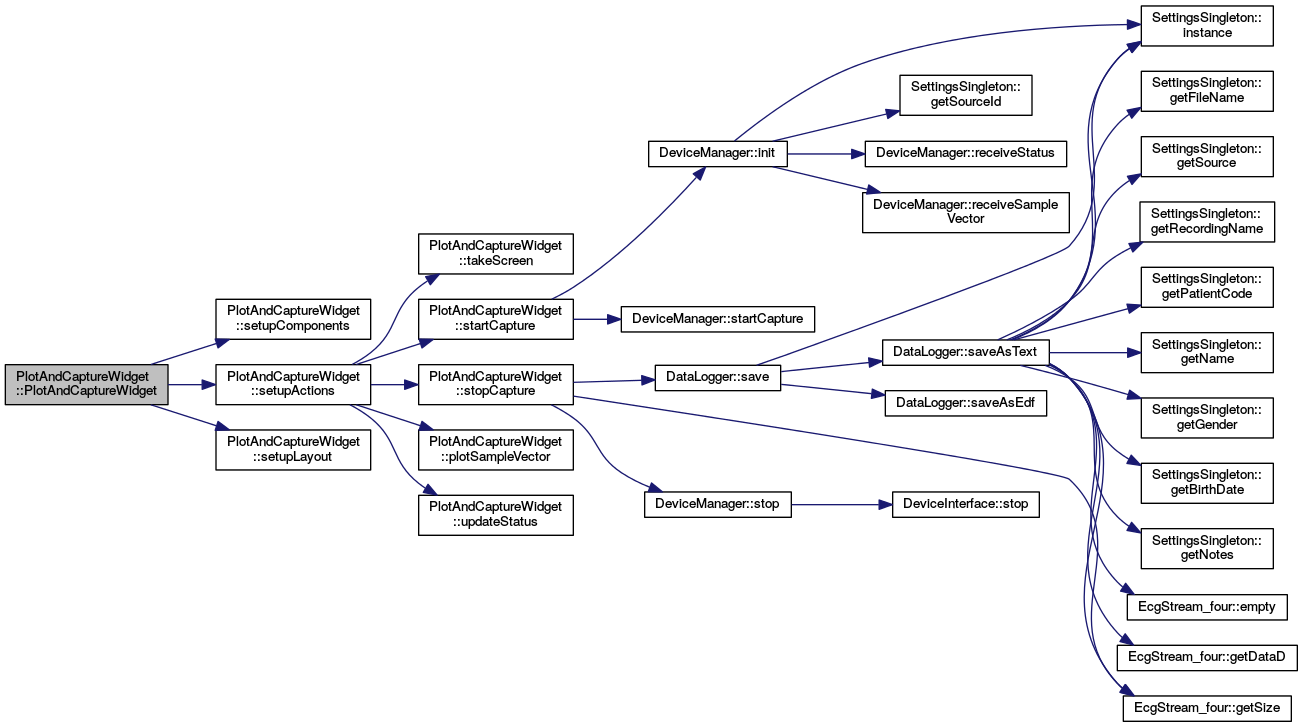 PlotAndCaptureWidget
::PlotAndCaptureWidget
PlotAndCaptureWidget
::setupComponents
PlotAndCaptureWidget
::setupActions
PlotAndCaptureWidget
::setupLayout
PlotAndCaptureWidget
::takeScreen
PlotAndCaptureWidget
::startCapture
PlotAndCaptureWidget
::stopCapture
PlotAndCaptureWidget
::plotSampleVector
PlotAndCaptureWidget
::updateStatus
DeviceManager::init
DeviceManager::startCapture
DataLogger::save
DeviceManager::stop
SettingsSingleton::
getSourceId
DeviceManager::receiveStatus
DeviceManager::receiveSample
Vector
DataLogger::saveAsText
DataLogger::saveAsEdf
DeviceInterface::stop
SettingsSingleton::
instance
SettingsSingleton::
getFileName
SettingsSingleton::
getSource
SettingsSingleton::
getRecordingName
SettingsSingleton::
getPatientCode
SettingsSingleton::
getName
SettingsSingleton::
getGender
SettingsSingleton::
getBirthDate
SettingsSingleton::
getNotes
EcgStream_four::empty
EcgStream_four::getDataD
EcgStream_four::getSize